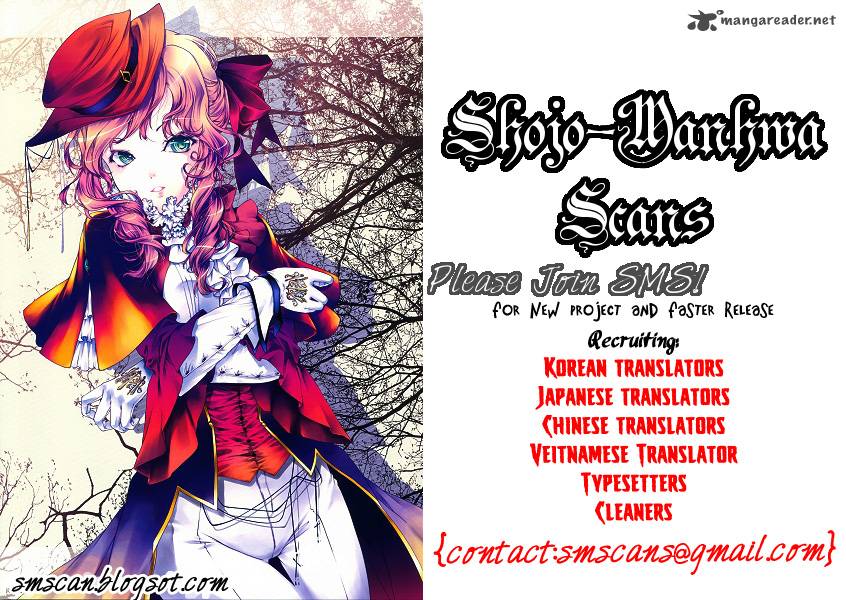 mangareader.net
Shojo-Manhwa
Scans
Please Join SMS!
for New project and faster Release
Recruiting:
Korean translators
Japanese translators
Chinese translators
Veitnamese Translator
Typesetters
Cleaners
{contact:smscans@gmail.com}
smscan.blogsot.com